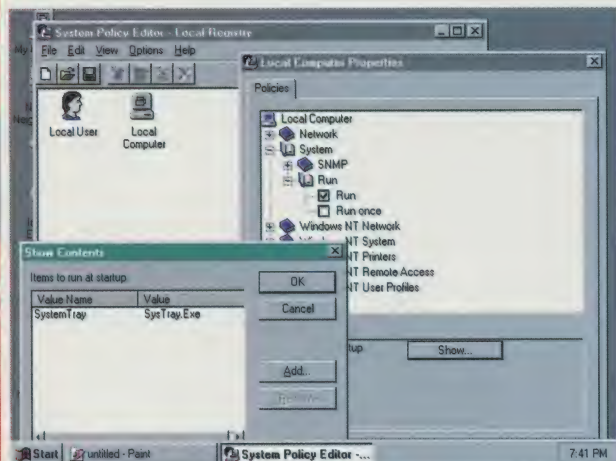 System Policy Editor - Local Registry
File Edit View Options Help
Local User
Local
Computer
Local Computer Properties
Policies
Local Computer
Network
System
SNMP
Run
Run
Run once
Windows NT Network
NT System
NT Printers
NT Remote Access
NT User Profiles
Show...
Show Contents
Items to run at startup
Value Name Value
SystemTray SysTray.Exe
OK
Cancel
Add...
Remove
Start
untitled - Paint
System Policy Editor -...
7:41 PM